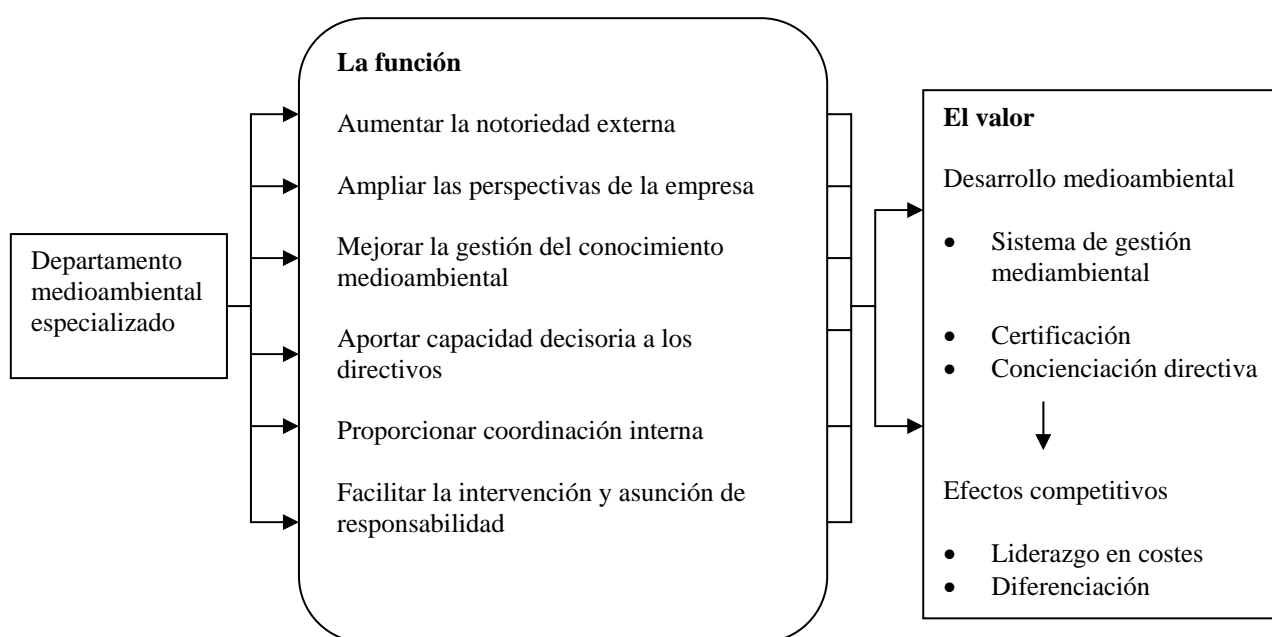 Departamento
medioambiental
especializado
La función
Aumentar la notoriedad externa
Ampliar las perspectivas de la empresa
Mejorar la gestión del conocimiento
medioambiental
Aportar capacidad decisoria a los
directivos
Proporcionar coordinación interna
Facilitar la intervención y asunción de
responsabilidad
El valor
Desarrollo medioambiental
• Sistema de gestión
mediambiental
• Certificación
• Concienciación directiva
Efectos competitivos
• Liderazgo en costes
• Diferenciación